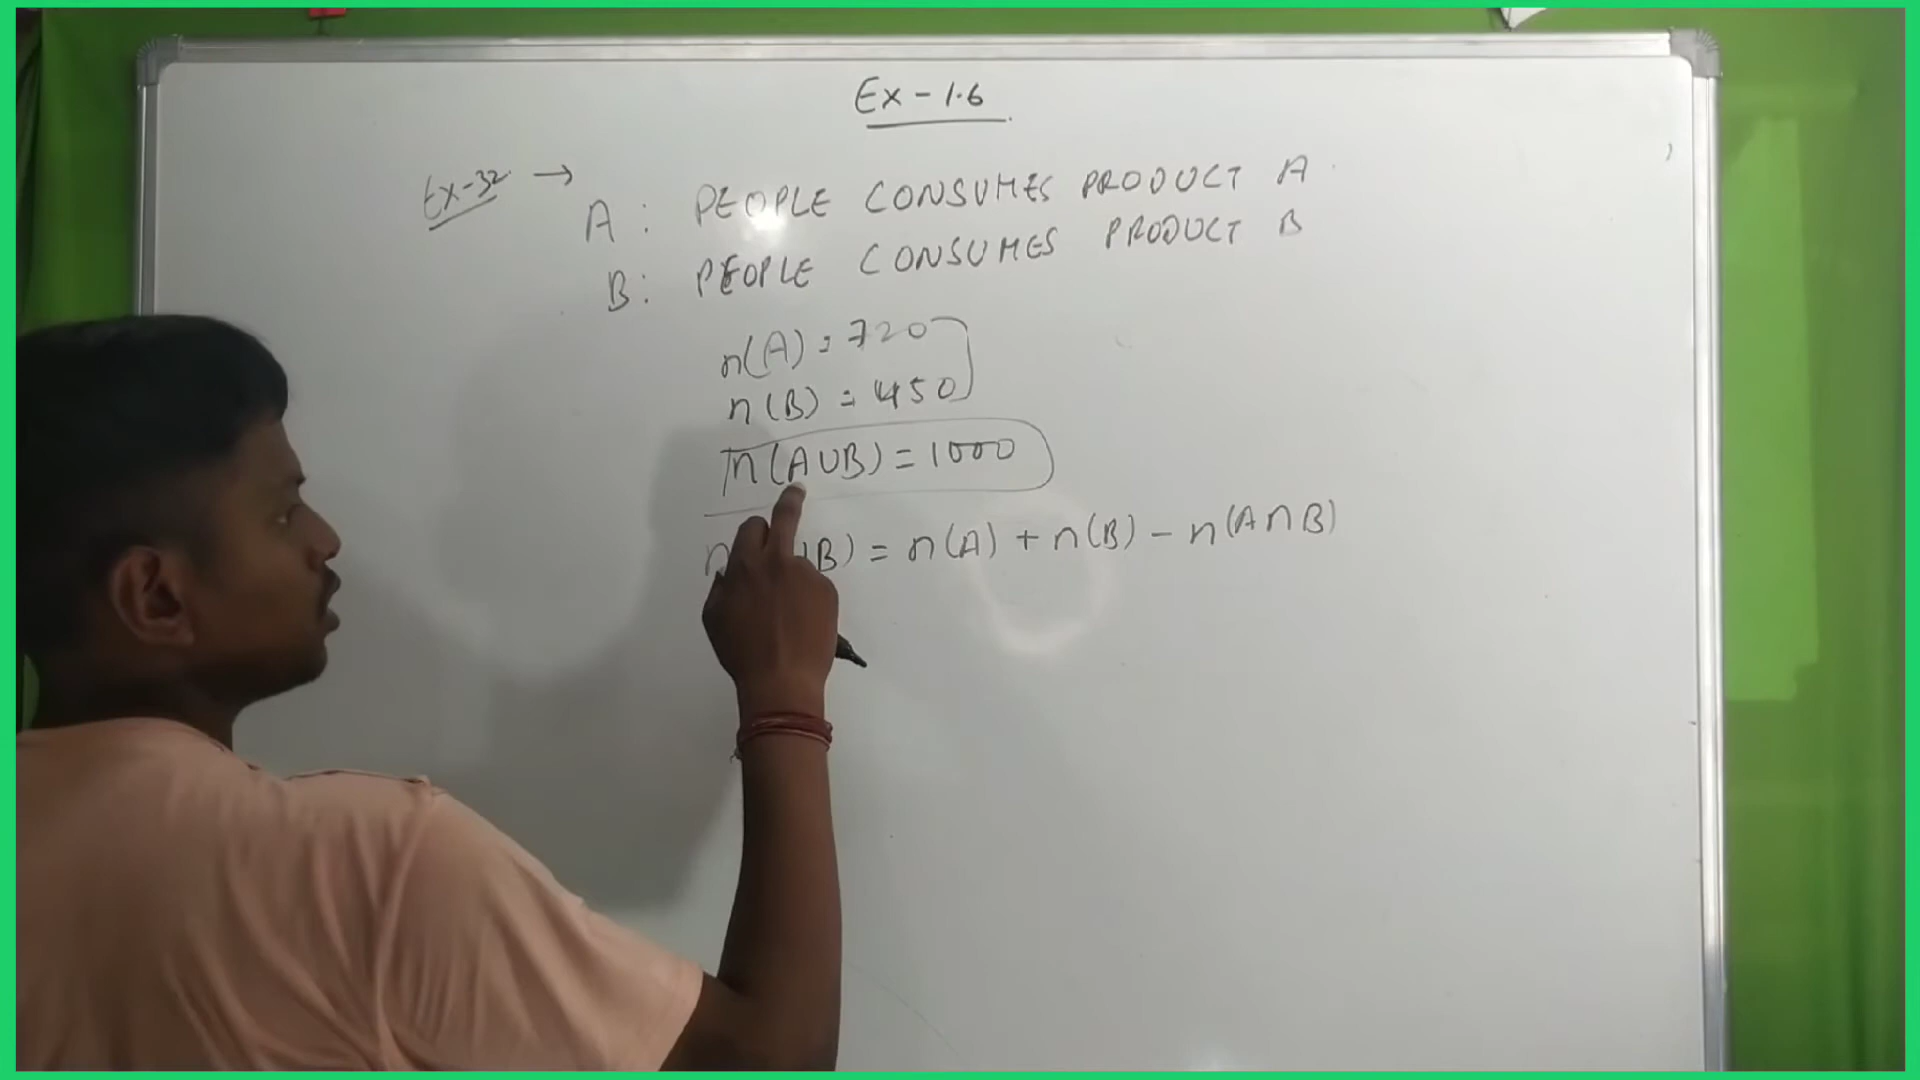 Ex - 1.6
Ex-32 →
A : PEOPLE CONSUMES PRODUCT A
B : PEOPLE CONSUMES PRODUCT B
n(A) = 720
n(B) = 450
n(A∪B) = 1000
B) = n(A) + n(B) - n(A∩B)